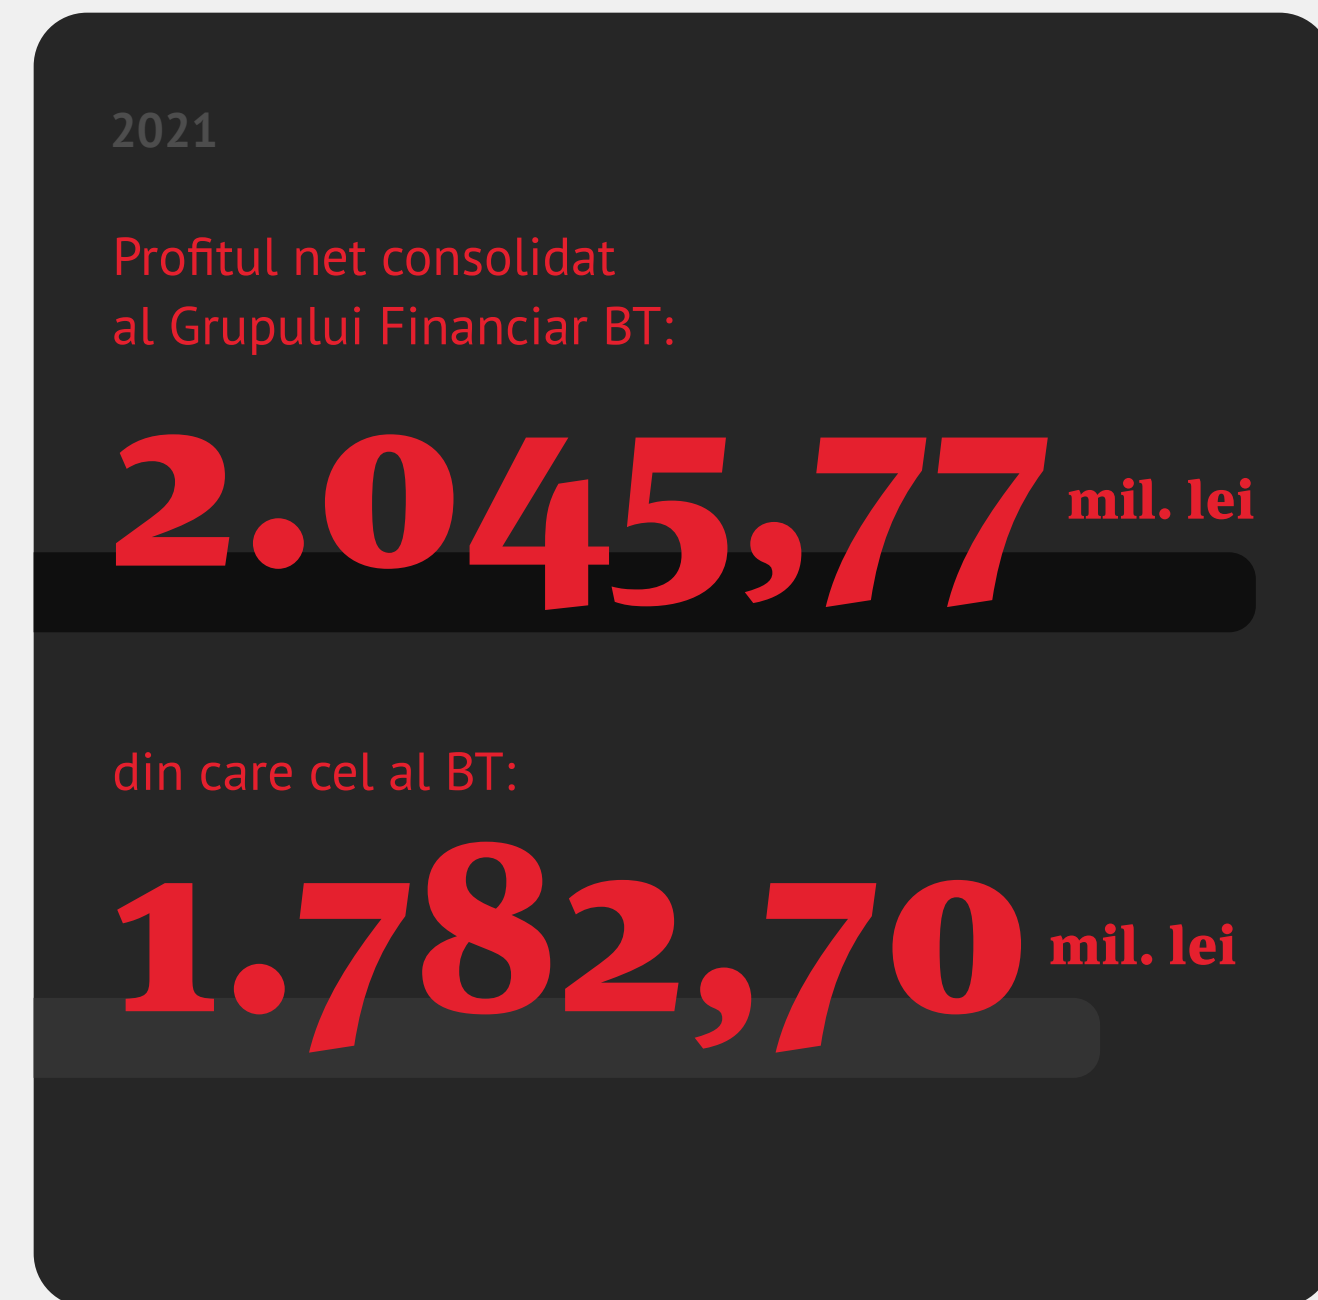 2021
Profitul net consolidat
al Grupului Financiar BT:
2.045,77 mil. lei
din care cel al BT:
1.782,70 mil. lei